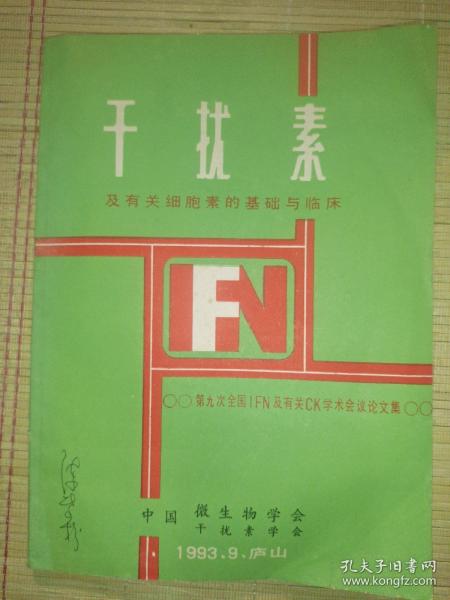 干扰素
及有关细胞素的基础与临床
IFN
○○第九次全国IFN及有关CK学术会议论文集○○
中国 微生物学会
干扰素学会
1993.9.庐山
孔夫子旧书网
www.kongfz.com